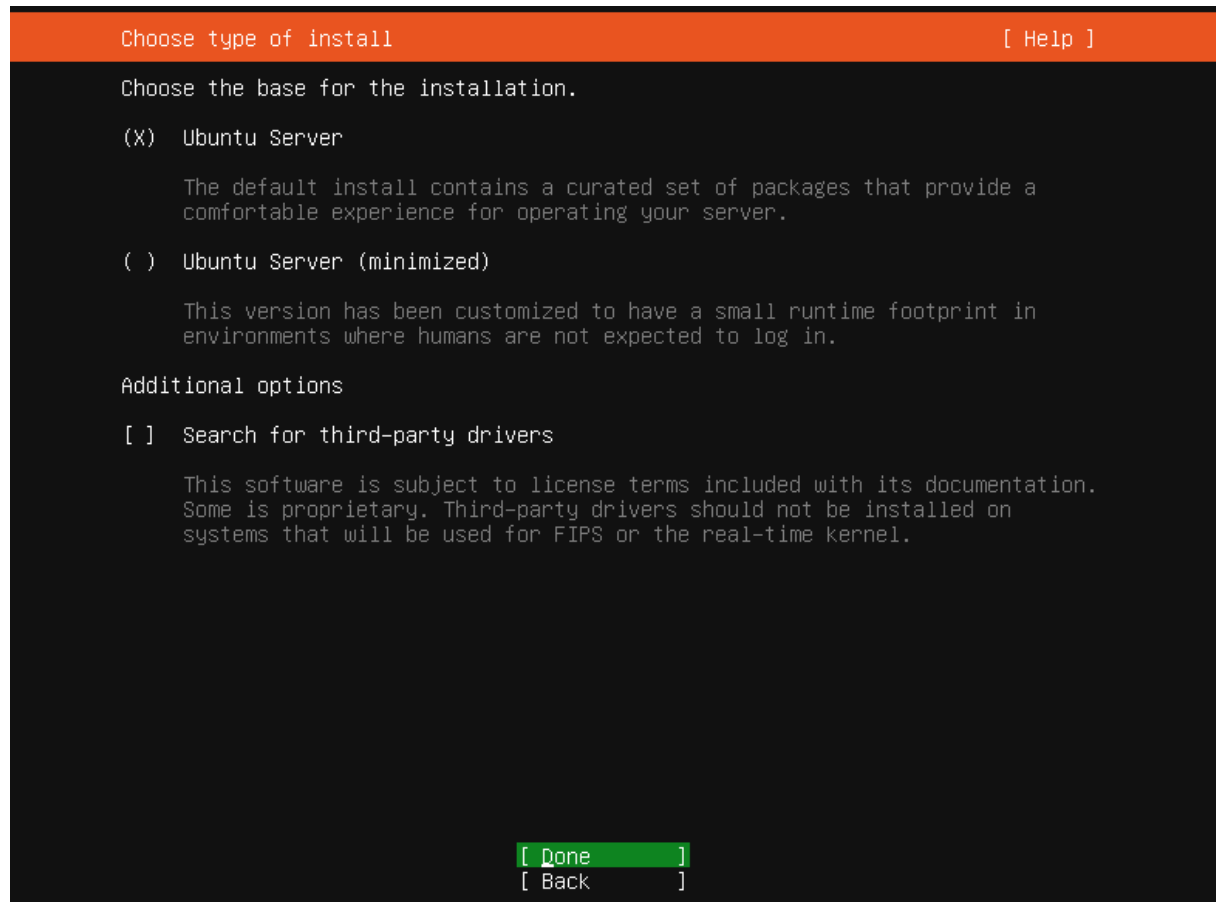 Choose type of install [ Help ]
Choose the base for the installation.
(X) Ubuntu Server
The default install contains a curated set of packages that provide a
comfortable experience for operating your server.
( ) Ubuntu Server (minimized)
This version has been customized to have a small runtime footprint in
environments where humans are not expected to log in.
Additional options
[ ] Search for third-party drivers
This software is subject to license terms included with its documentation.
Some is proprietary. Third-party drivers should not be installed on
systems that will be used for FIPS or the real-time kernel.
[ Done ]
[ Back ]